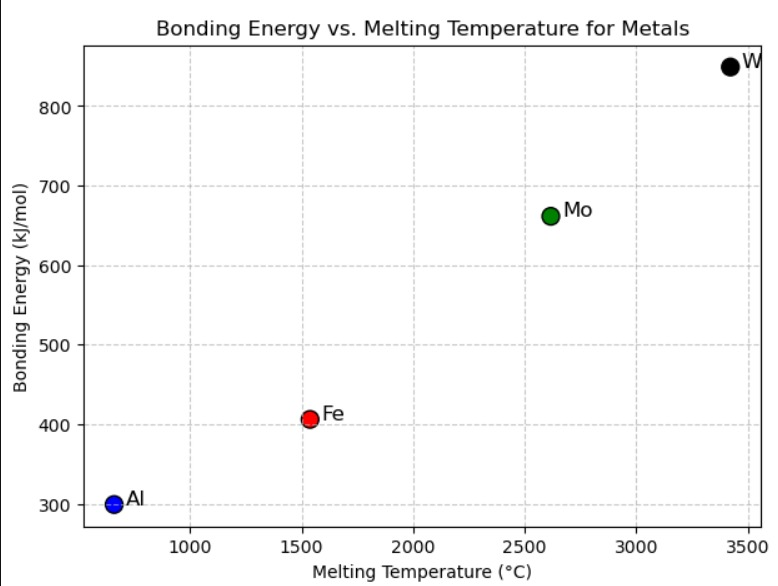 Bonding Energy vs. Melting Temperature for Metals
W
800
700
Mo
600
Bonding Energy (kJ/mol)
500
400
Fe
300
Al
1000 1500 2000 2500 3000 3500
Melting Temperature (°C)